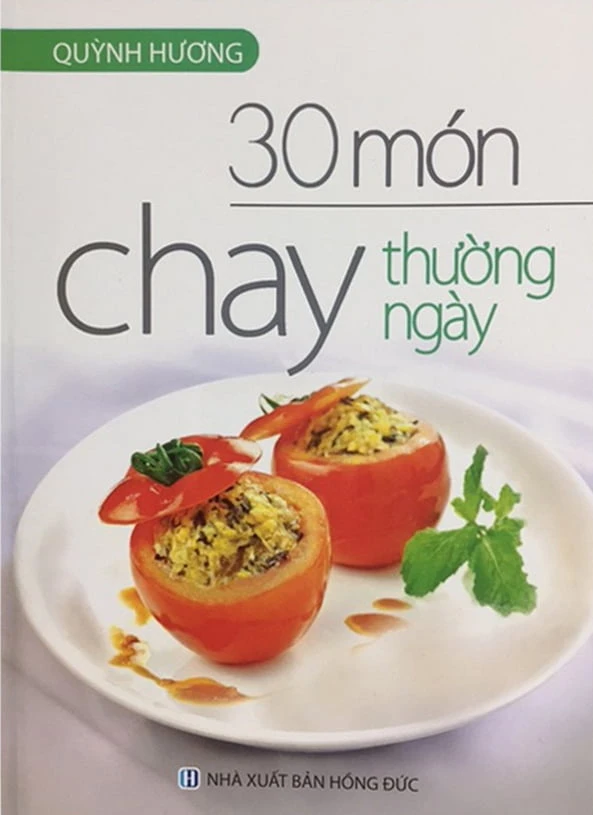 QUỲNH HƯƠNG
30 món
chay
thường
ngày
NHÀ XUẤT BẢN HỒNG ĐỨC